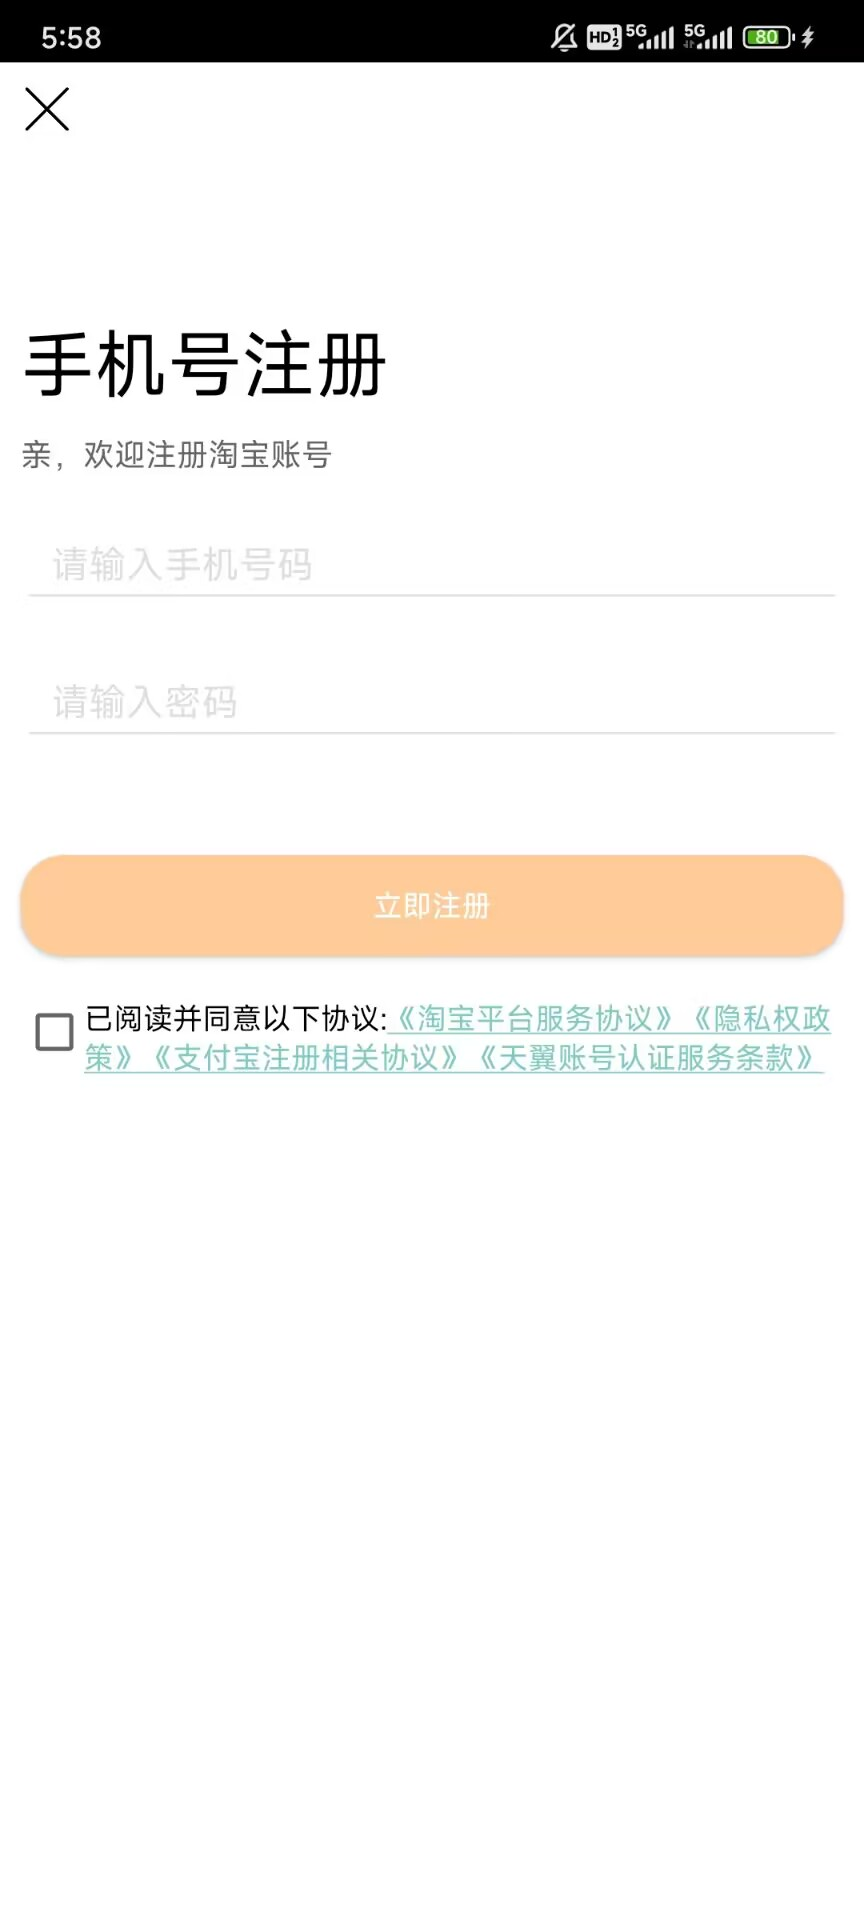 5:58
HD 1 2 5G 5G 80
手机号注册
亲，欢迎注册淘宝账号
请输入手机号码
请输入密码
立即注册
已阅读并同意以下协议:《淘宝平台服务协议》《隐私权政
策》《支付宝注册相关协议》《天翼账号认证服务条款》